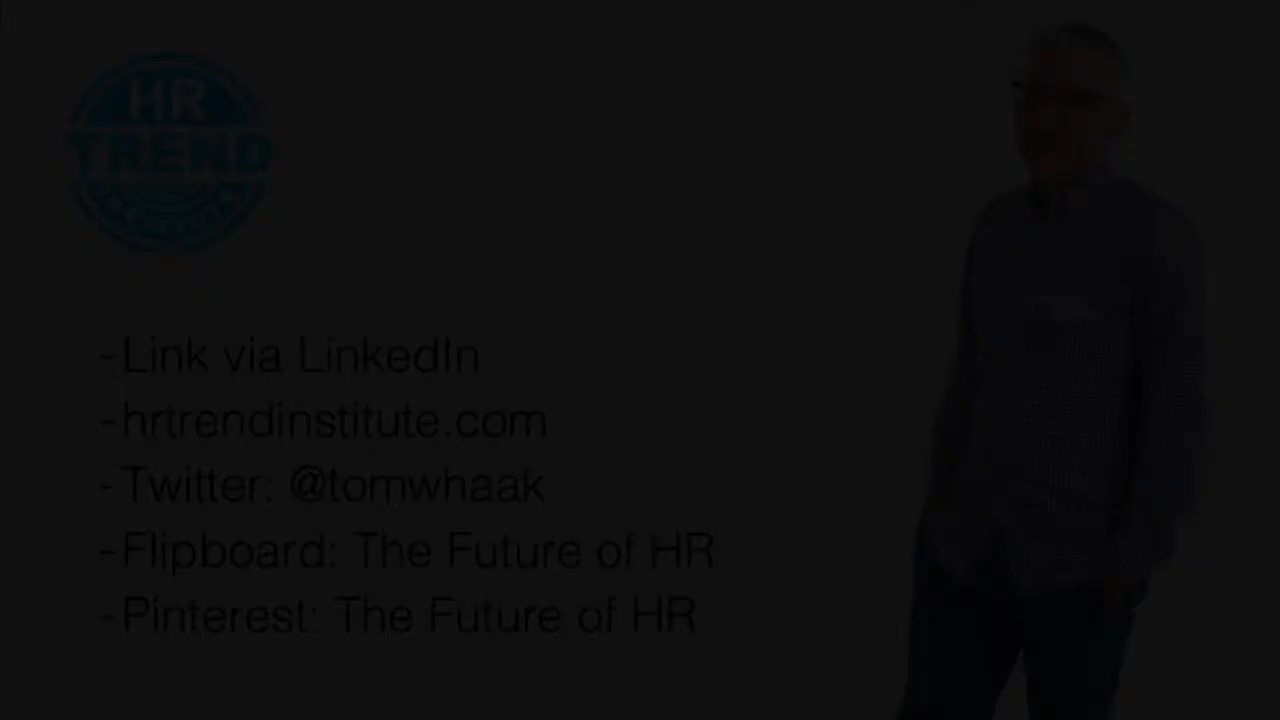 HR
TREND
INSTITUTE
- Link via LinkedIn
- hrtrendinstitute.com
- Twitter: @tomwhaak
- Flipboard: The Future of HR
- Pinterest: The Future of HR